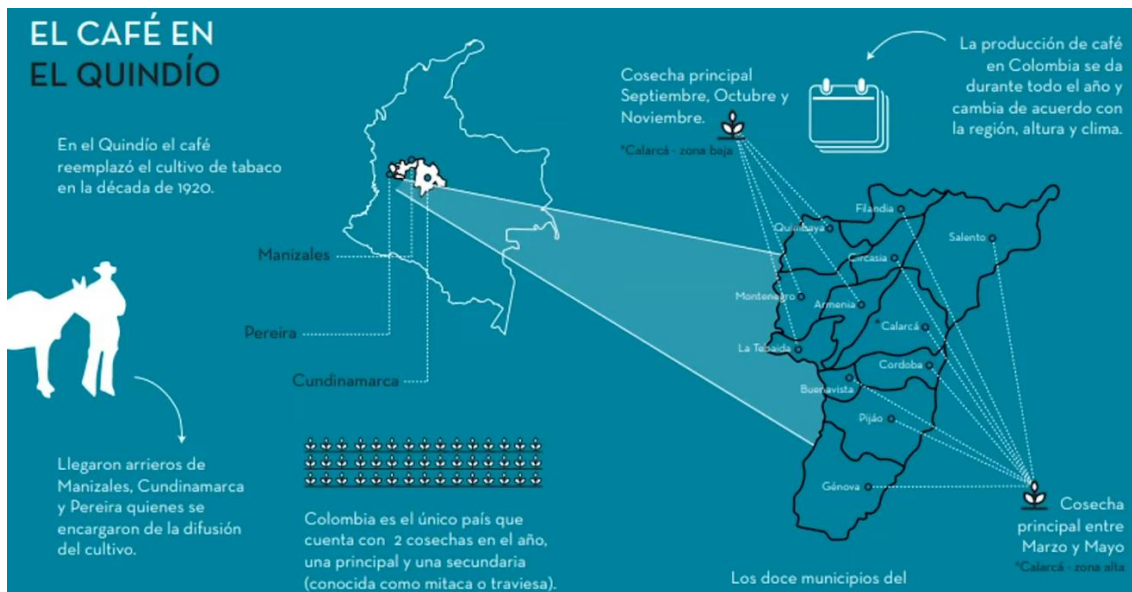 EL CAFÉ EN
EL QUINDÍO
En el Quindío el café
reemplazó el cultivo de tabaco
en la década de 1920.
Llegaron arrieros de
Manizales, Cundinamarca
y Pereira quienes se
encargaron de la difusión
del cultivo.
Manizales
Pereira
Cundinamarca
Colombia es el único país que
cuenta con 2 cosechas en el año,
una principal y una secundaria
(conocida como mitaca o traviesa).
Cosecha principal
Septiembre, Octubre y
Noviembre.
*Calarcá - zona baja
La producción de café
en Colombia se da
durante todo el año y
cambia de acuerdo con
la región, altura y clima.
Filandia
Quimbaya
Salento
Circasia
Montenegro
Armenia
*Calarcá
La Tebaida
Cordoba
Buenavista
Pijáo
Génova
Cosecha
principal entre
Marzo y Mayo
*Calarcá - zona alta
Los doce municipios del